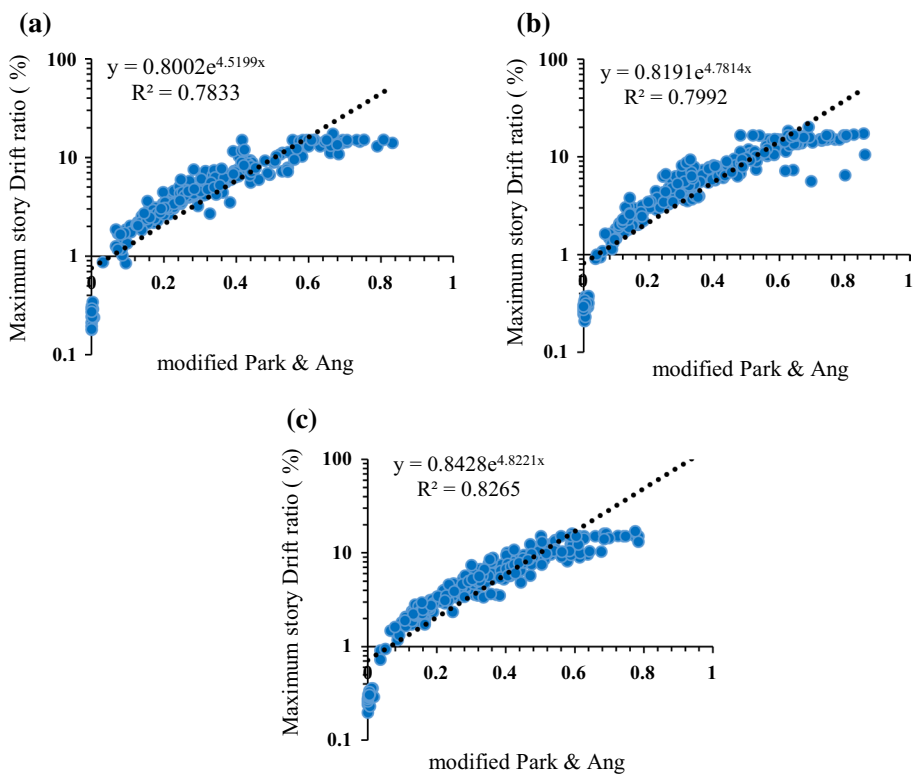 (a)
y = 0.8002e^4.5199x
R² = 0.7833
Maximum story Drift ratio ( %)
100
10
1
0.1
0
0.2
0.4
0.6
0.8
1
modified Park & Ang
(b)
y = 0.8191e^4.7814x
R² = 0.7992
Maximum story Drift ratio ( %)
100
10
1
0.1
0
0.2
0.4
0.6
0.8
1
modified Park & Ang
(c)
y = 0.8428e^4.8221x
R² = 0.8265
Maximum story Drift ratio ( %)
100
10
1
0.1
0
0.2
0.4
0.6
0.8
1
modified Park & Ang